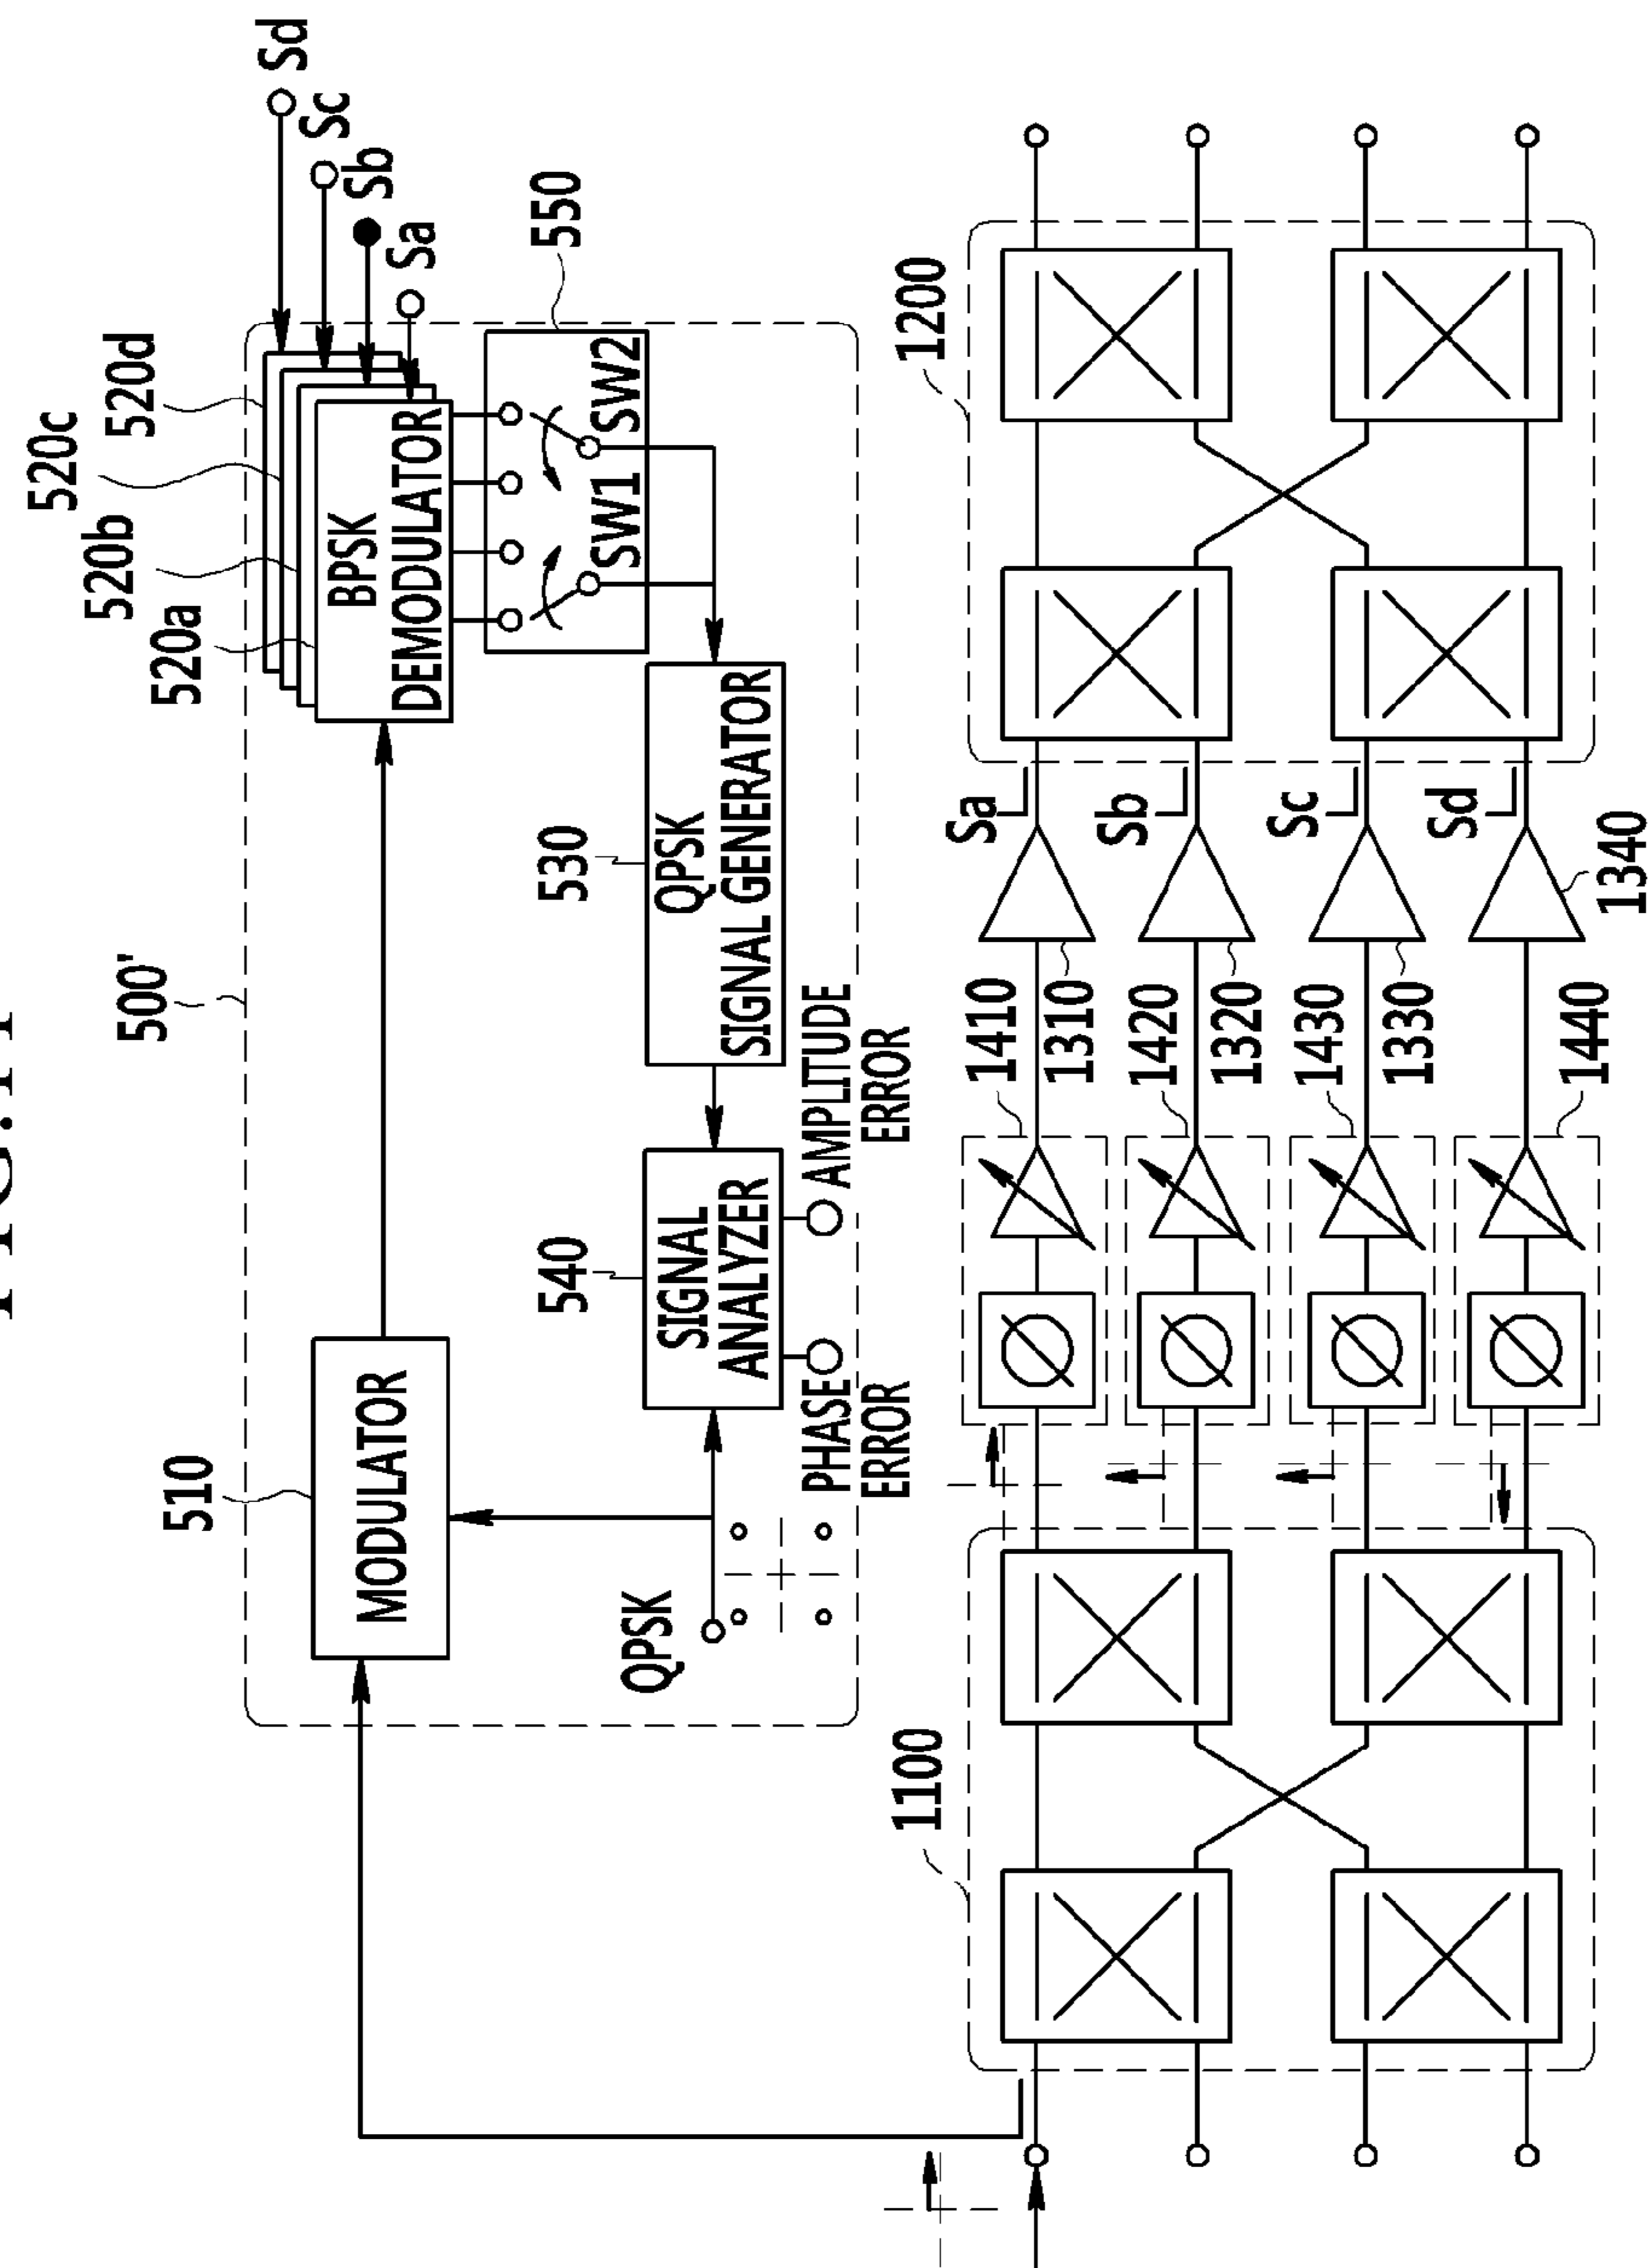 520c
520b
520d
500'
520a
510
Sd
Sc
Sb
Sa
BPSK
DEMODULATOR
MODULATOR
550
SW1
SW2
540
530
QPSK
QPSK
SIGNAL GENERATOR
SIGNAL
ANALYZER
PHASE
ERROR
AMPLITUDE
ERROR
1100
1200
1410
Sa
1310
1420
Sb
1320
1430
Sc
1330
Sd
1440
1340